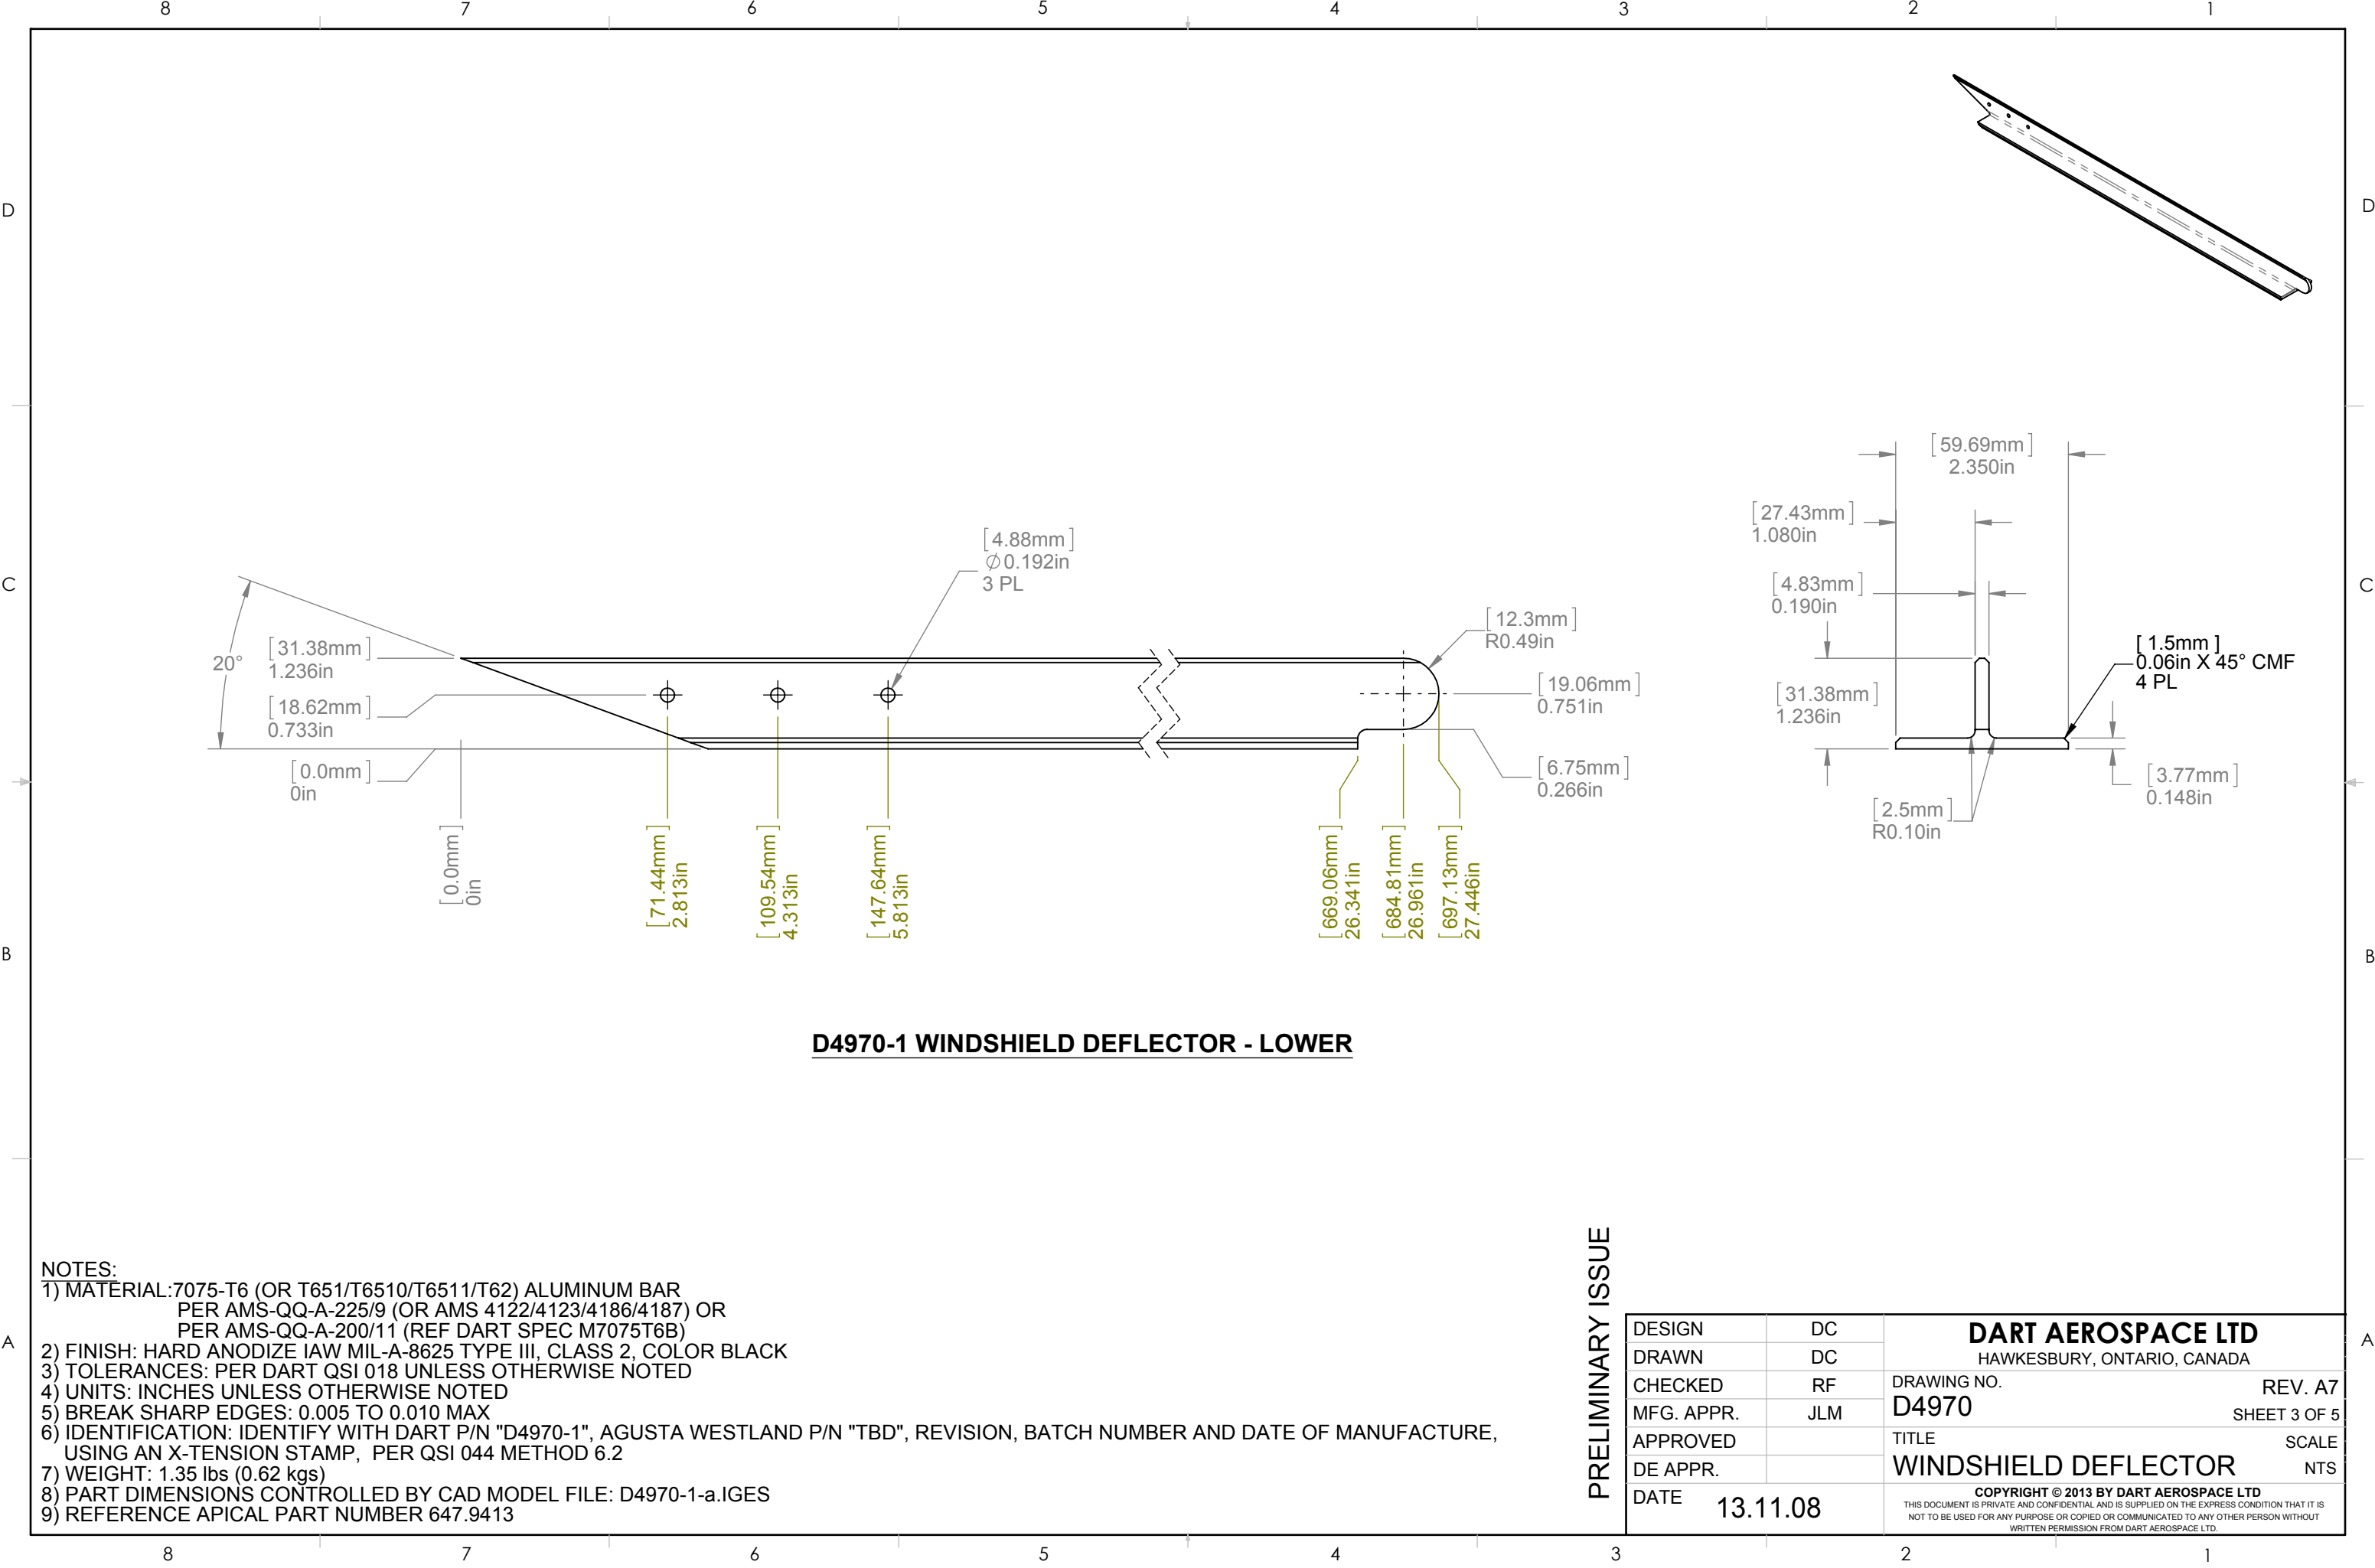 8 7 6 5 4 3 2 1
D D
C C
B B
A A
[59.69mm]
2.350in
[27.43mm]
1.080in
[4.83mm]
0.190in
[31.38mm]
1.236in
[1.5mm]
0.06in X 45° CMF
4 PL
[3.77mm]
0.148in
[2.5mm]
R0.10in
[4.88mm]
∅0.192in
3 PL
[12.3mm]
R0.49in
20°
[31.38mm]
1.236in
[18.62mm]
0.733in
[0.0mm]
0in
[19.06mm]
0.751in
[6.75mm]
0.266in
[0.0mm]
0in
[71.44mm]
2.813in
[109.54mm]
4.313in
[147.64mm]
5.813in
[669.06mm]
26.341in
[684.81mm]
26.961in
[697.13mm]
27.446in
D4970-1 WINDSHIELD DEFLECTOR - LOWER
NOTES:
1) MATERIAL:7075-T6 (OR T651/T6510/T6511/T62) ALUMINUM BAR
PER AMS-QQ-A-225/9 (OR AMS 4122/4123/4186/4187) OR
PER AMS-QQ-A-200/11 (REF DART SPEC M7075T6B)
2) FINISH: HARD ANODIZE IAW MIL-A-8625 TYPE III, CLASS 2, COLOR BLACK
3) TOLERANCES: PER DART QSI 018 UNLESS OTHERWISE NOTED
4) UNITS: INCHES UNLESS OTHERWISE NOTED
5) BREAK SHARP EDGES: 0.005 TO 0.010 MAX
6) IDENTIFICATION: IDENTIFY WITH DART P/N "D4970-1", AGUSTA WESTLAND P/N "TBD", REVISION, BATCH NUMBER AND DATE OF MANUFACTURE,
USING AN X-TENSION STAMP, PER QSI 044 METHOD 6.2
7) WEIGHT: 1.35 lbs (0.62 kgs)
8) PART DIMENSIONS CONTROLLED BY CAD MODEL FILE: D4970-1-a.IGES
9) REFERENCE APICAL PART NUMBER 647.9413
PRELIMINARY ISSUE
DESIGN DC
DRAWN DC
CHECKED RF
MFG. APPR. JLM
APPROVED
DE APPR.
DATE 13.11.08
DART AEROSPACE LTD
HAWKESBURY, ONTARIO, CANADA
DRAWING NO. REV. A7
D4970 SHEET 3 OF 5
TITLE SCALE
WINDSHIELD DEFLECTOR NTS
COPYRIGHT © 2013 BY DART AEROSPACE LTD
THIS DOCUMENT IS PRIVATE AND CONFIDENTIAL AND IS SUPPLIED ON THE EXPRESS CONDITION THAT IT IS
NOT TO BE USED FOR ANY PURPOSE OR COPIED OR COMMUNICATED TO ANY OTHER PERSON WITHOUT
WRITTEN PERMISSION FROM DART AEROSPACE LTD.
8 7 6 5 4 3 2 1